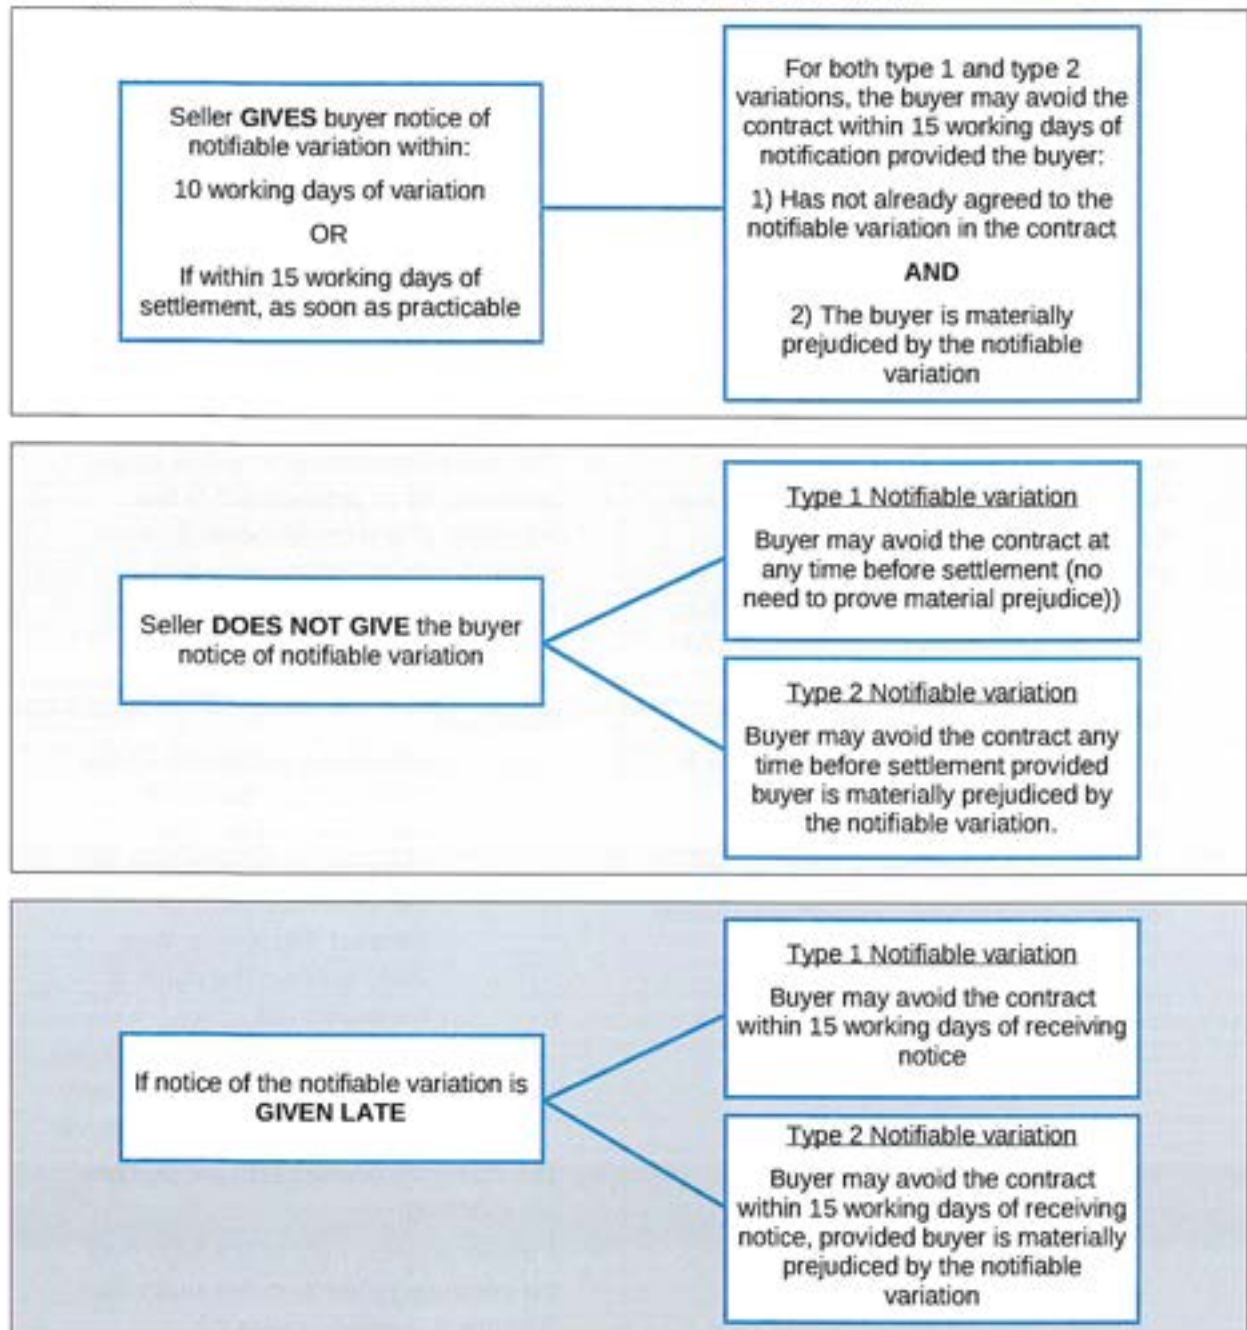 Seller GIVES buyer notice of
notifiable variation within:
10 working days of variation
OR
If within 15 working days of
settlement, as soon as practicable
For both type 1 and type 2
variations, the buyer may avoid the
contract within 15 working days of
notification provided the buyer:
1) Has not already agreed to the
notifiable variation in the contract
AND
2) The buyer is materially
prejudiced by the notifiable
variation
Seller DOES NOT GIVE the buyer
notice of notifiable variation
Type 1 Notifiable variation
Buyer may avoid the contract at
any time before settlement (no
need to prove material prejudice))
Type 2 Notifiable variation
Buyer may avoid the contract any
time before settlement provided
buyer is materially prejudiced by
the notifiable variation.
If notice of the notifiable variation is
GIVEN LATE
Type 1 Notifiable variation
Buyer may avoid the contract
within 15 working days of receiving
notice
Type 2 Notifiable variation
Buyer may avoid the contract
within 15 working days of receiving
notice, provided buyer is materially
prejudiced by the notifiable
variation